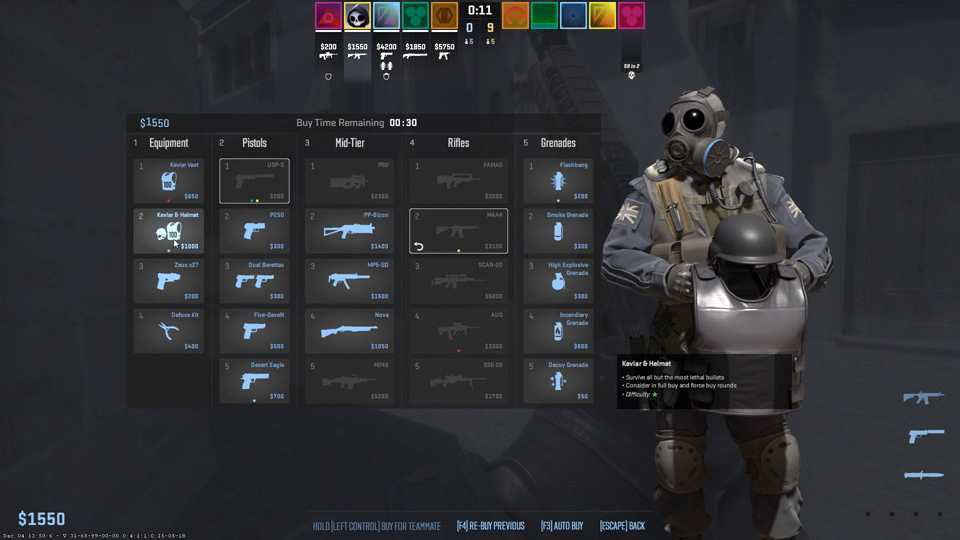 0:11
0 9
5 5
$200 $1550 $4200 $1850 $5750
59 in 2
$1550
Buy Time Remaining 00:30
1 Equipment
2 Pistols
3 Mid-Tier
4 Rifles
5 Grenades
1 Kevlar Vest
100
$650
2 Kevlar & Helmet
100
$1000
3 Zeus x27
$200
4 Defuse Kit
$400
1 USP-S
$200
2 P250
$300
3 Dual Berettas
$300
4 Five-SeveN
$500
5 Desert Eagle
$700
1 P90
$2350
2 PP-Bizon
$1400
3 MP5-SD
$1500
4 Nova
$1050
5 M249
$5200
1 FAMAS
$2050
2 M4A4
$3100
3 SCAR-20
$5000
4 AUG
$3300
5 SSG 08
$1700
1 Flashbang
$200
2 Smoke Grenade
$300
3 High Explosive
Grenade
$300
4 Incendiary
Grenade
$600
5 Decoy Grenade
$50
Kevlar & Helmet
• Survive all but the most lethal bullets
• Consider in full buy and force buy rounds
• Difficulty:
$1550
HOLD [LEFT CONTROL] BUY FOR TEAMMATE
[F4] RE-BUY PREVIOUS
[F3] AUTO BUY
[ESCAPE] BACK